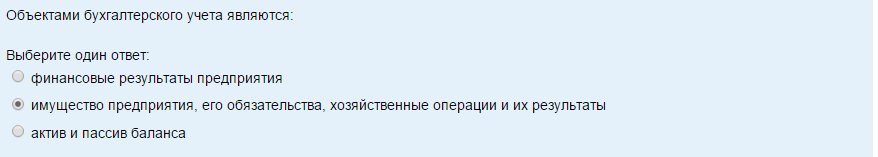 Объектами бухгалтерского учета являются:
Выберите один ответ:
финансовые результаты предприятия
имущество предприятия, его обязательства, хозяйственные операции и их результаты
актив и пассив баланса